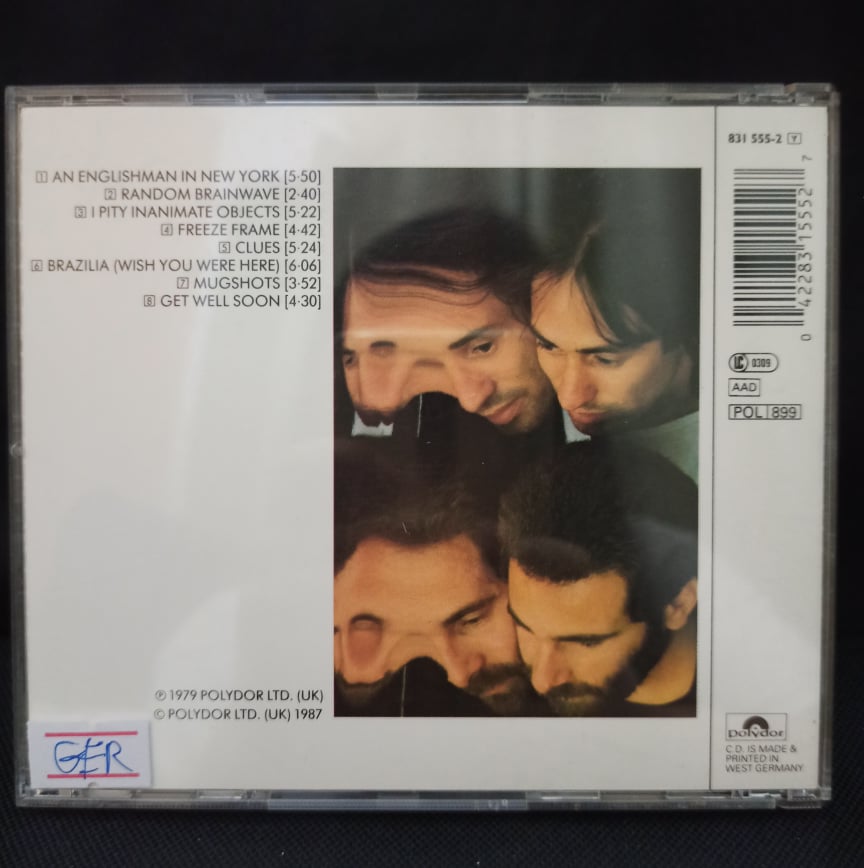 1 AN ENGLISHMAN IN NEW YORK [5·50]
2 RANDOM BRAINWAVE [2·40]
3 I PITY INANIMATE OBJECTS [5·22]
4 FREEZE FRAME [4·42]
5 CLUES [5·24]
6 BRAZILIA (WISH YOU WERE HERE) [6·06]
7 MUGSHOTS [3·52]
8 GET WELL SOON [4·30]
℗ 1979 POLYDOR LTD. (UK)
© POLYDOR LTD. (UK) 1987
GER
831 555-2 Y
0 42283 15552 7
LC 0309
AAD
POL 899
polydor
C.D. IS MADE &
PRINTED IN
WEST GERMANY.